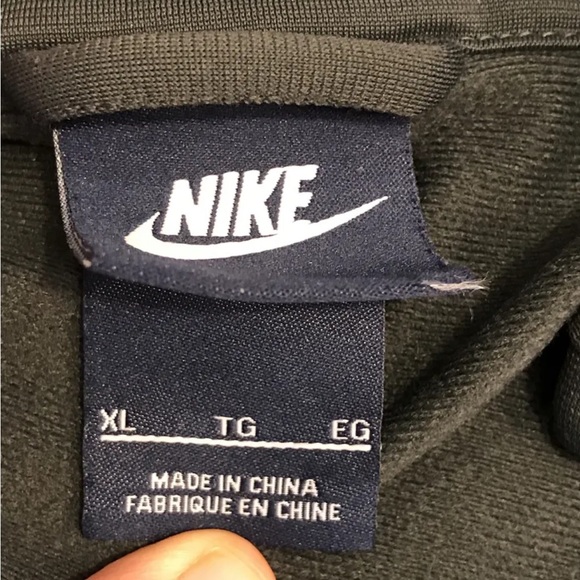 NIKE
XL TG EG
MADE IN CHINA
FABRIQUE EN CHINE